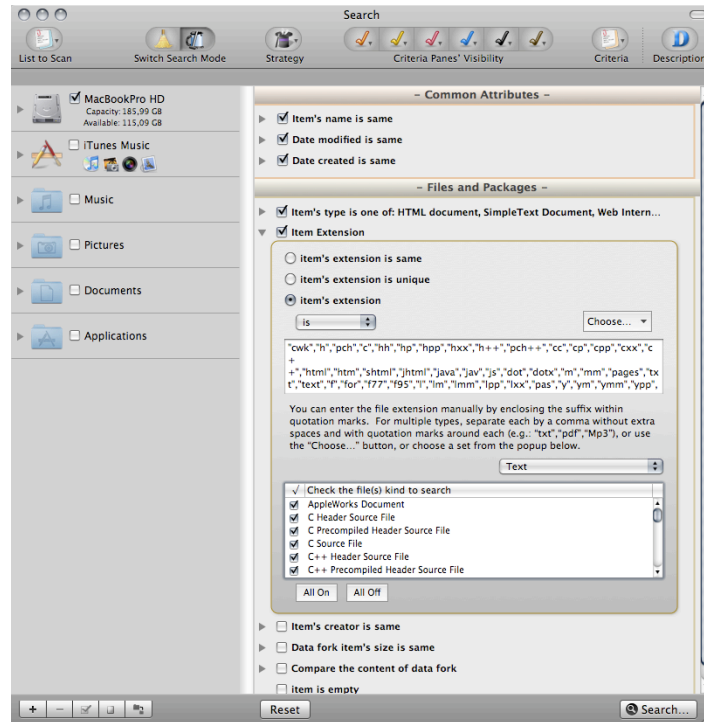 Search
List to Scan
Switch Search Mode
Strategy
Criteria Panes' Visibility
Criteria
Description
MacBookPro HD
Capacity: 185,99 GB
Available: 115,09 GB
iTunes Music
Music
Pictures
Documents
Applications
– Common Attributes –
Item's name is same
Date modified is same
Date created is same
– Files and Packages –
Item's type is one of: HTML document, SimpleText Document, Web Intern...
Item Extension
item's extension is same
item's extension is unique
item's extension
is
Choose...
"cwk","h","pch","c","hh","hp","hpp","hxx","h++","pch++","cc","cp","cpp","cxx","c
+
+","html","htm","shtml","jhtml","java","jav","js","dot","dotx","m","mm","pages","tx
t","text","f","for","f77","f95","l","lm","lmm","lpp","lxx","pas","y","ym","ymm","ypp",
You can enter the file extension manually by enclosing the suffix within
quotation marks. For multiple types, separate each by a comma without extra
spaces and with quotation marks around each (e.g.: "txt","pdf","Mp3"), or use
the "Choose..." button, or choose a set from the popup below.
Text
√ Check the file(s) kind to search
AppleWorks Document
C Header Source File
C Precompiled Header Source File
C Source File
C++ Header Source File
C++ Precompiled Header Source File
All On
All Off
Item's creator is same
Data fork item's size is same
Compare the content of data fork
item is empty
Reset
Search...